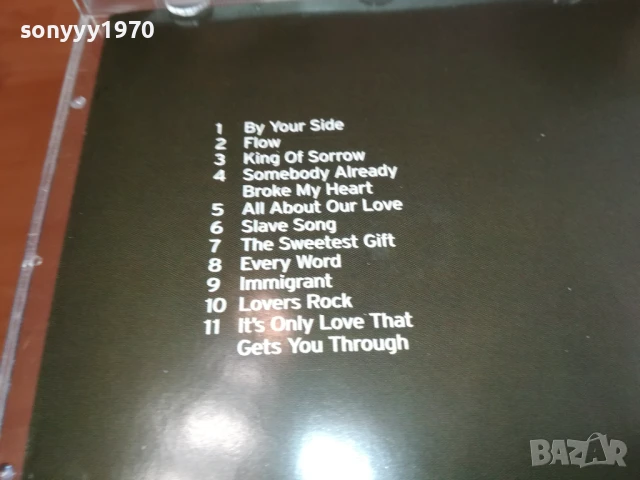 sonyyy1970
1 By Your Side
2 Flow
3 King Of Sorrow
4 Somebody Already
Broke My Heart
5 All About Our Love
6 Slave Song
7 The Sweetest Gift
8 Every Word
9 Immigrant
10 Lovers Rock
11 It's Only Love That
Gets You Through
BAZAR
bazar.bg